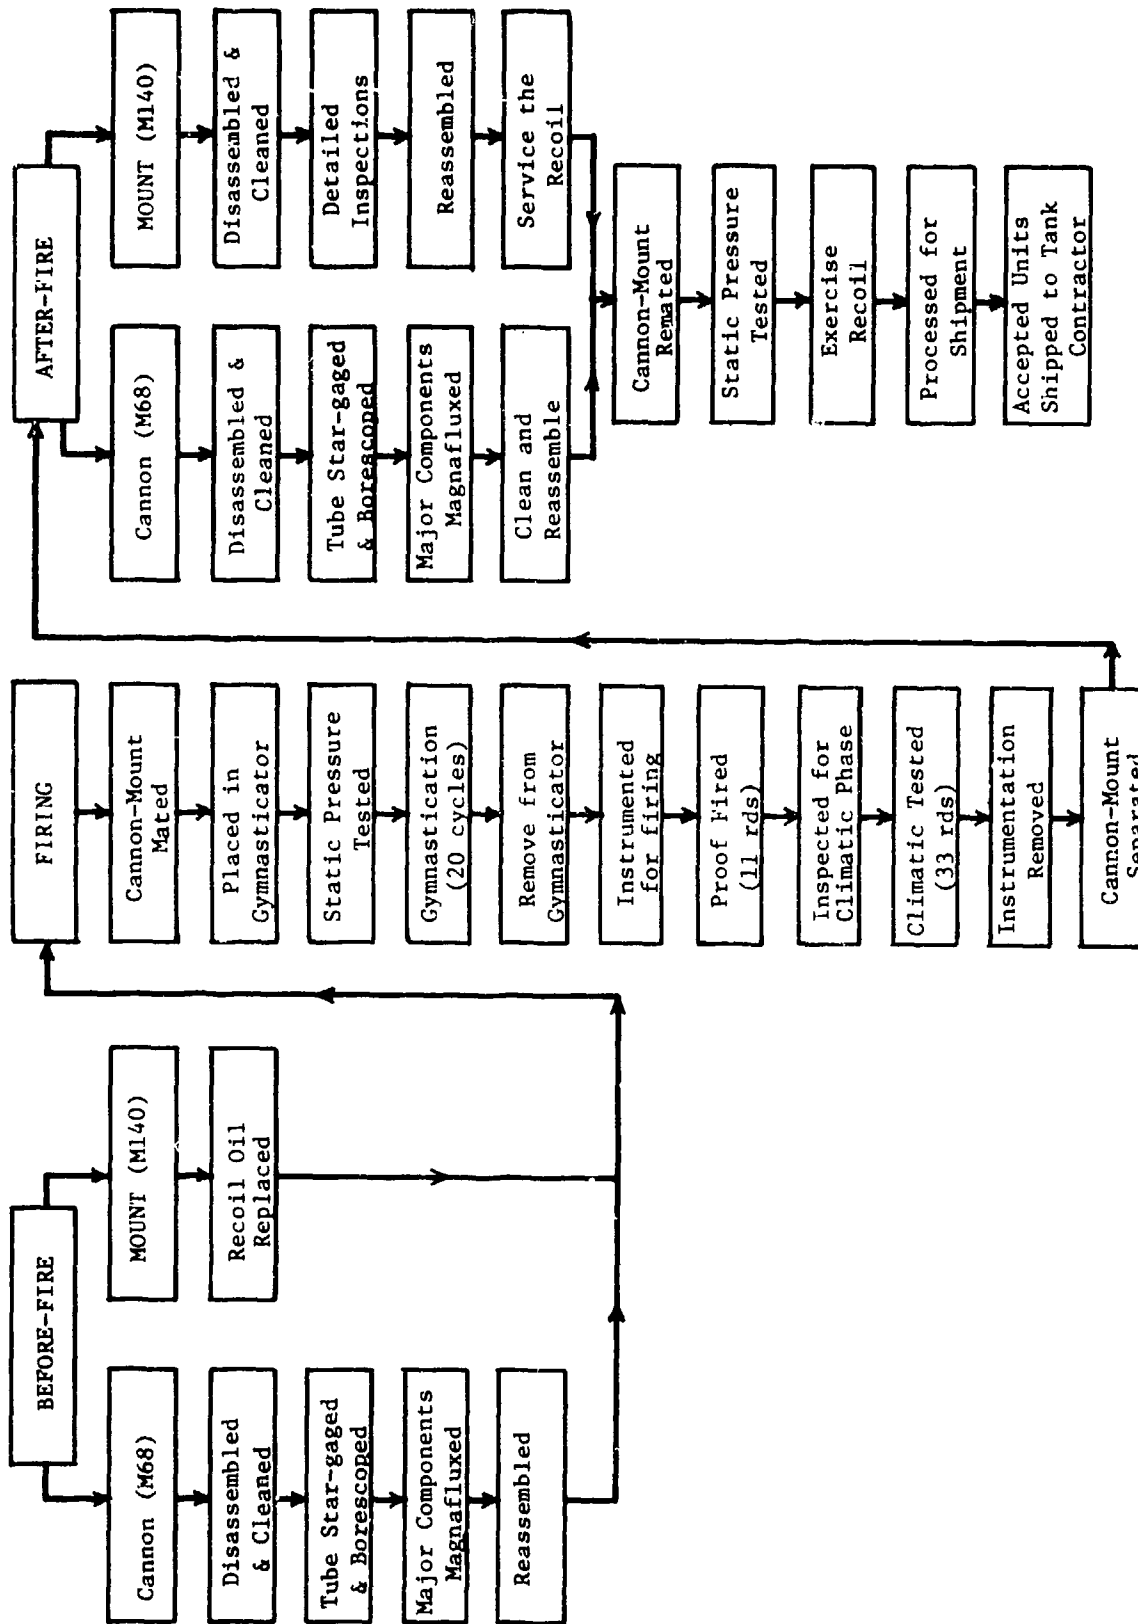 BEFORE-FIRE
Cannon (M68)
Disassembled
& Cleaned
Tube Star-gaged
& Borescoped
Major Components
Magnafluxed
Reassembled
MOUNT (M140)
Recoil Oil
Replaced
FIRING
Cannon-Mount
Mated
Placed in
Gymnasticator
Static Pressure
Tested
Gymnastication
(20 cycles)
Remove from
Gymnasticator
Instrumented
for firing
Proof Fired
(11 rds)
Inspected for
Climatic Phase
Climatic Tested
(33 rds)
Instrumentation
Removed
Cannon-Mount
Separated
AFTER-FIRE
Cannon (M68)
Disassembled &
Cleaned
Tube Star-gaged
& Borescoped
Major Components
Magnafluxed
Clean and
Reassemble
MOUNT (M140)
Disassembled &
Cleaned
Detailed
Inspections
Reassembled
Service the
Recoil
Cannon-Mount
Remated
Static Pressure
Tested
Exercise
Recoil
Processed for
Shipment
Accepted Units
Shipped to Tank
Contractor